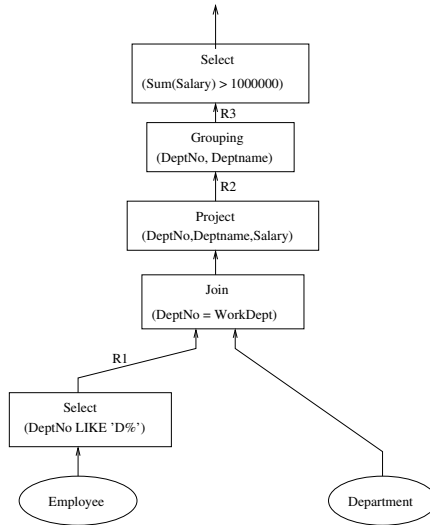 Select
(Sum(Salary) > 1000000)
R3
Grouping
(DeptNo, Deptname)
R2
Project
(DeptNo,Deptname,Salary)
Join
(DeptNo = WorkDept)
R1
Select
(DeptNo LIKE 'D%')
Employee
Department